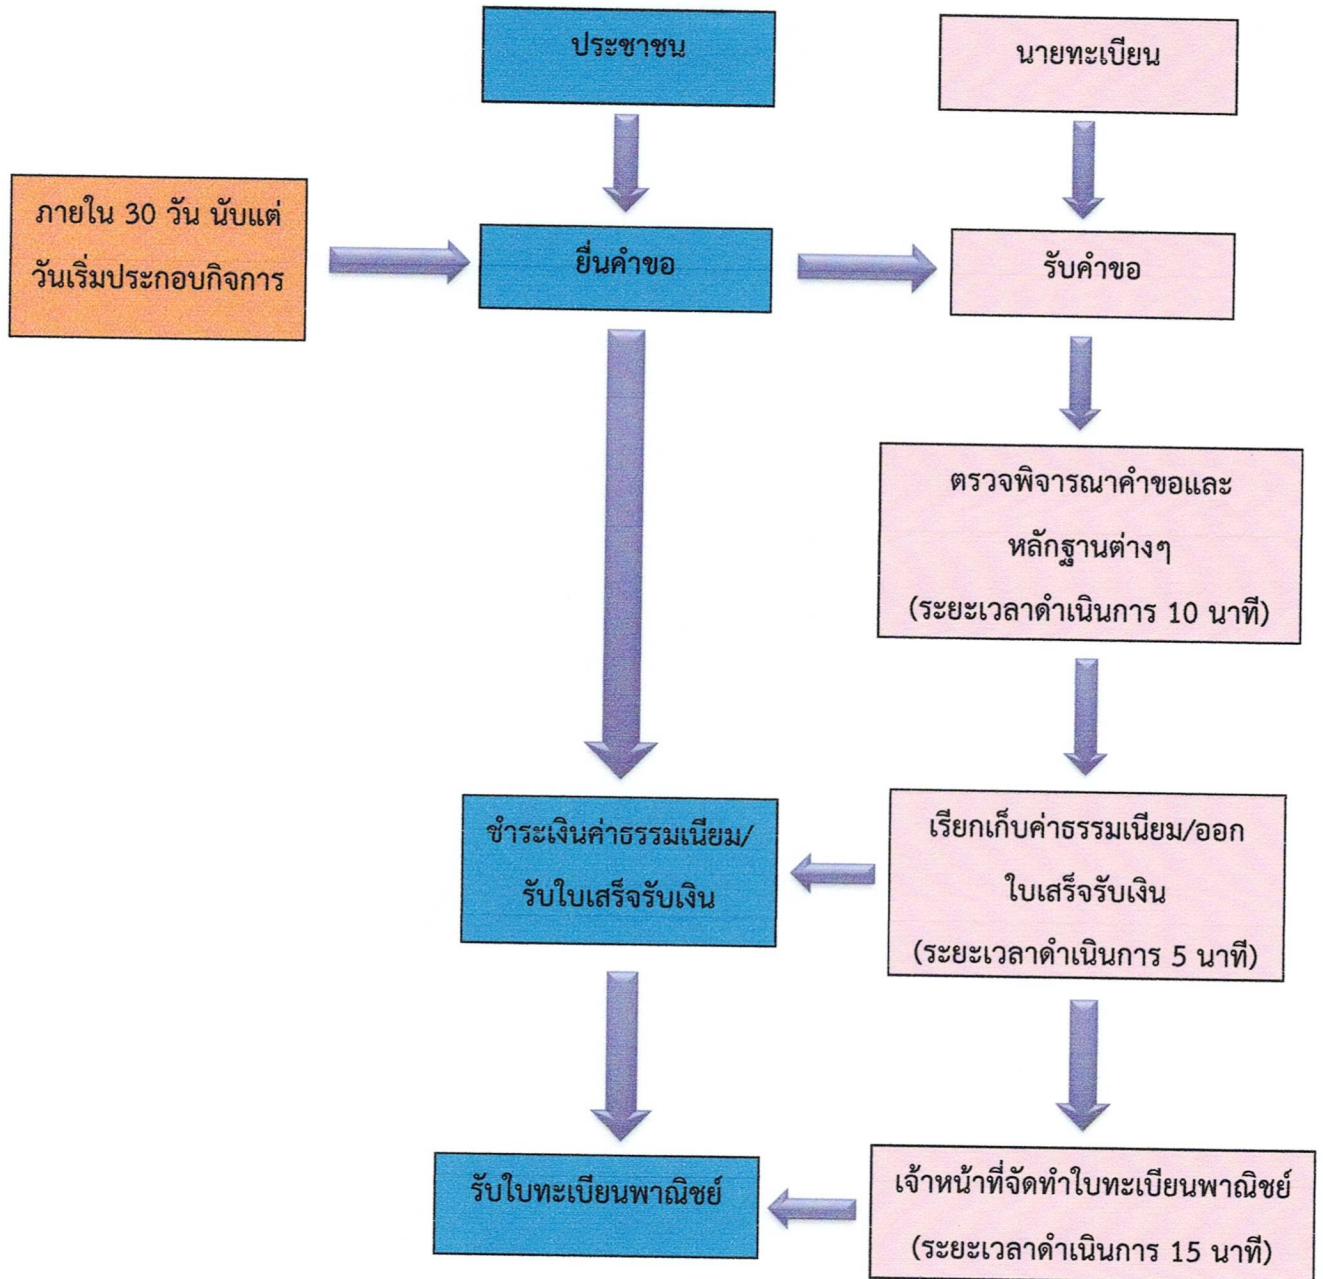 ประชาชน
นายทะเบียน
ภายใน 30 วัน นับแต่
วันเริ่มประกอบกิจการ
ยื่นคำขอ
รับคำขอ
ตรวจพิจารณาคำขอและ
หลักฐานต่างๆ
(ระยะเวลาดำเนินการ 10 นาที)
ชำระเงินค่าธรรมเนียม/
รับใบเสร็จรับเงิน
เรียกเก็บค่าธรรมเนียม/ออก
ใบเสร็จรับเงิน
(ระยะเวลาดำเนินการ 5 นาที)
รับใบทะเบียนพาณิชย์
เจ้าหน้าที่จัดทำใบทะเบียนพาณิชย์
(ระยะเวลาดำเนินการ 15 นาที)